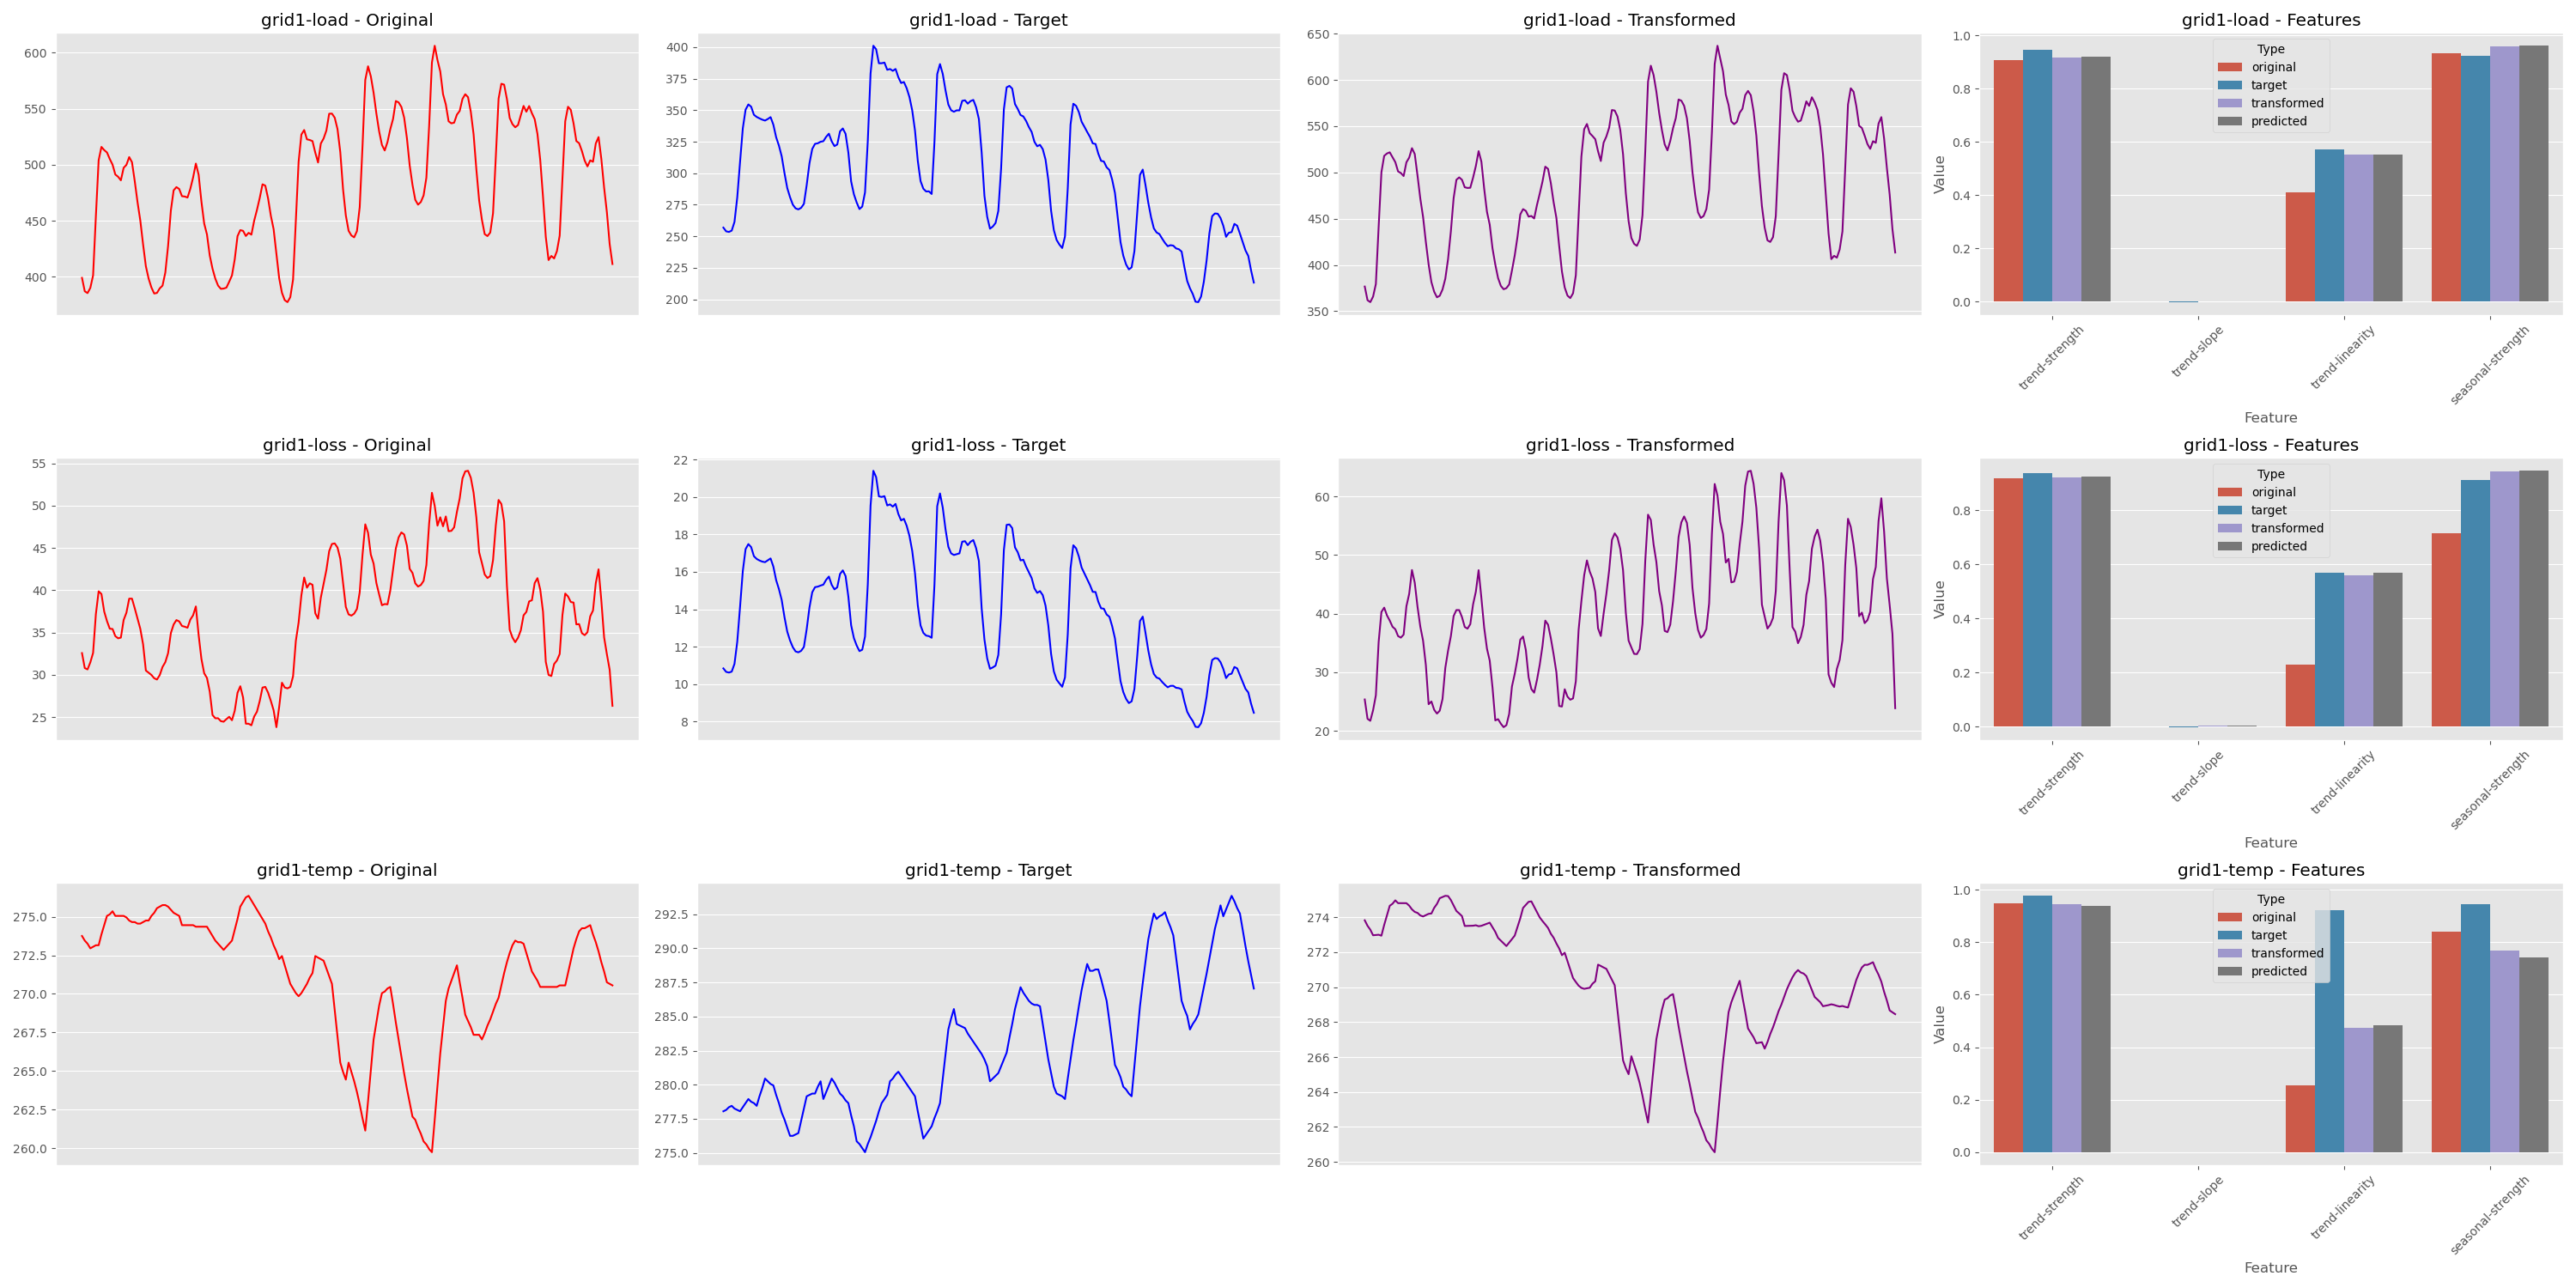 grid1-load - Original
600
550
500
450
400
grid1-load - Target
400
375
350
325
300
275
250
225
200
grid1-load - Transformed
650
600
550
500
450
400
350
grid1-load - Features
1.0
0.8
0.6
0.4
0.2
0.0
Value
Type
original
target
transformed
predicted
trend-strength
trend-slope
trend-linearity
seasonal-strength
Feature
grid1-loss - Original
55
50
45
40
35
30
25
grid1-loss - Target
22
20
18
16
14
12
10
8
grid1-loss - Transformed
60
50
40
30
20
grid1-loss - Features
0.8
0.6
0.4
0.2
0.0
Value
Type
original
target
transformed
predicted
trend-strength
trend-slope
trend-linearity
seasonal-strength
Feature
grid1-temp - Original
275.0
272.5
270.0
267.5
265.0
262.5
260.0
grid1-temp - Target
292.5
290.0
287.5
285.0
282.5
280.0
277.5
275.0
grid1-temp - Transformed
274
272
270
268
266
264
262
260
grid1-temp - Features
1.0
0.8
0.6
0.4
0.2
0.0
Value
Type
original
target
transformed
predicted
trend-strength
trend-slope
trend-linearity
seasonal-strength
Feature